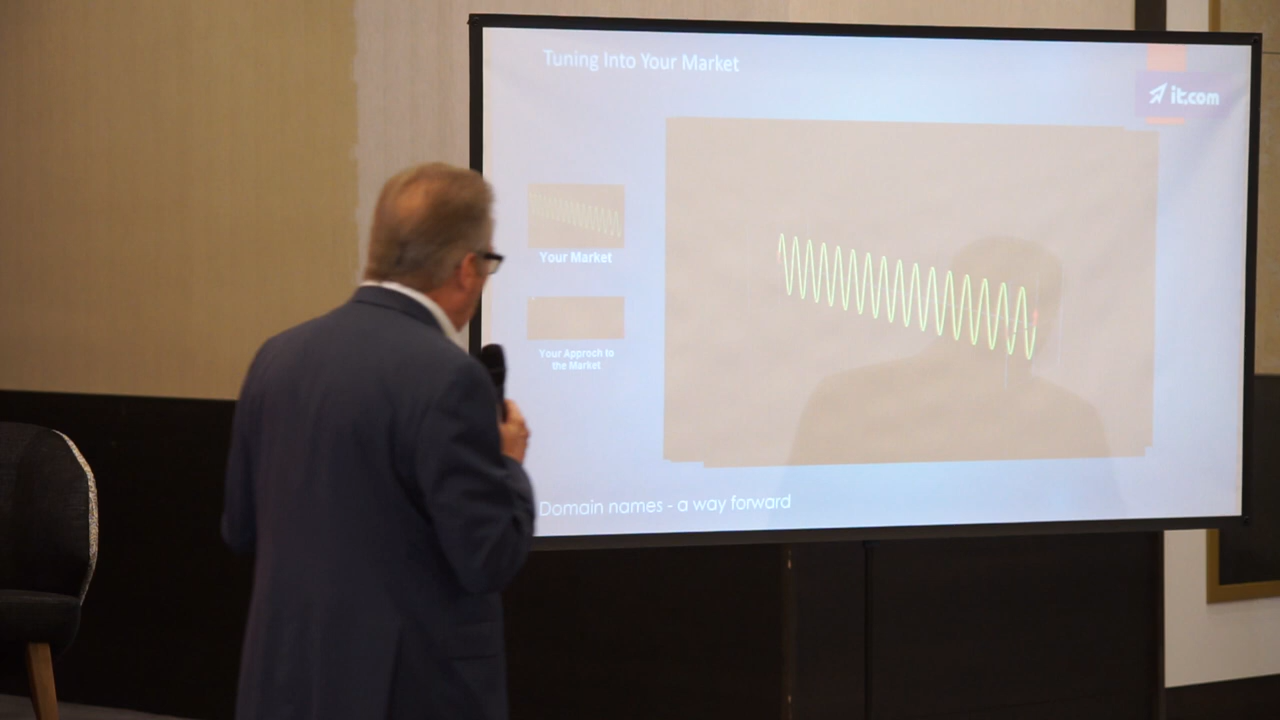 Tuning Into Your Market
it.com
Your Market
Your Approch to
the Market
Domain names - a way forward